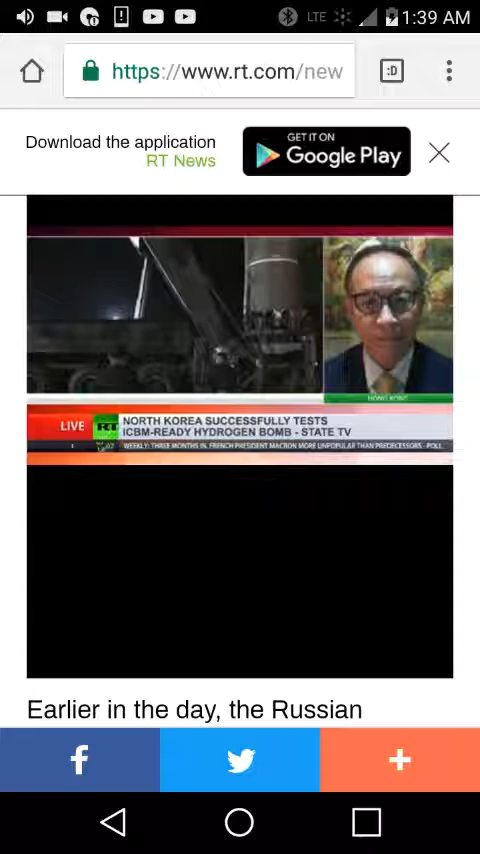 LTE 1:39 AM
https://www.rt.com/new
:D
Download the application
RT News
GET IT ON
Google Play
HONG KONG
LIVE RT
NORTH KOREA SUCCESSFULLY TESTS
ICBM-READY HYDROGEN BOMB - STATE TV
WEEKLY: THREE MONTHS IN, FRENCH PRESIDENT MACRON MORE UNPOPULAR THAN PREDECESSORS - POLL
Earlier in the day, the Russian